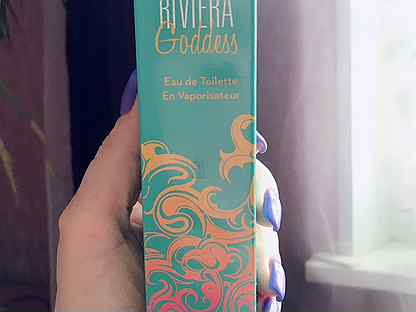 RIVIERA
Goddess
Eau de Toilette
En Vaporisateur